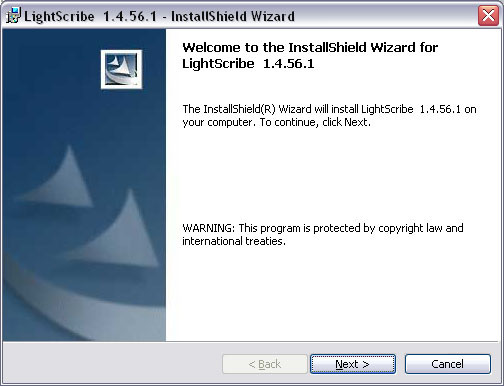 LightScribe  1.4.56.1 - InstallShield Wizard
Welcome to the InstallShield Wizard for
LightScribe  1.4.56.1
The InstallShield(R) Wizard will install LightScribe  1.4.56.1 on
your computer. To continue, click Next.
WARNING: This program is protected by copyright law and
international treaties.
< Back
Next >
Cancel